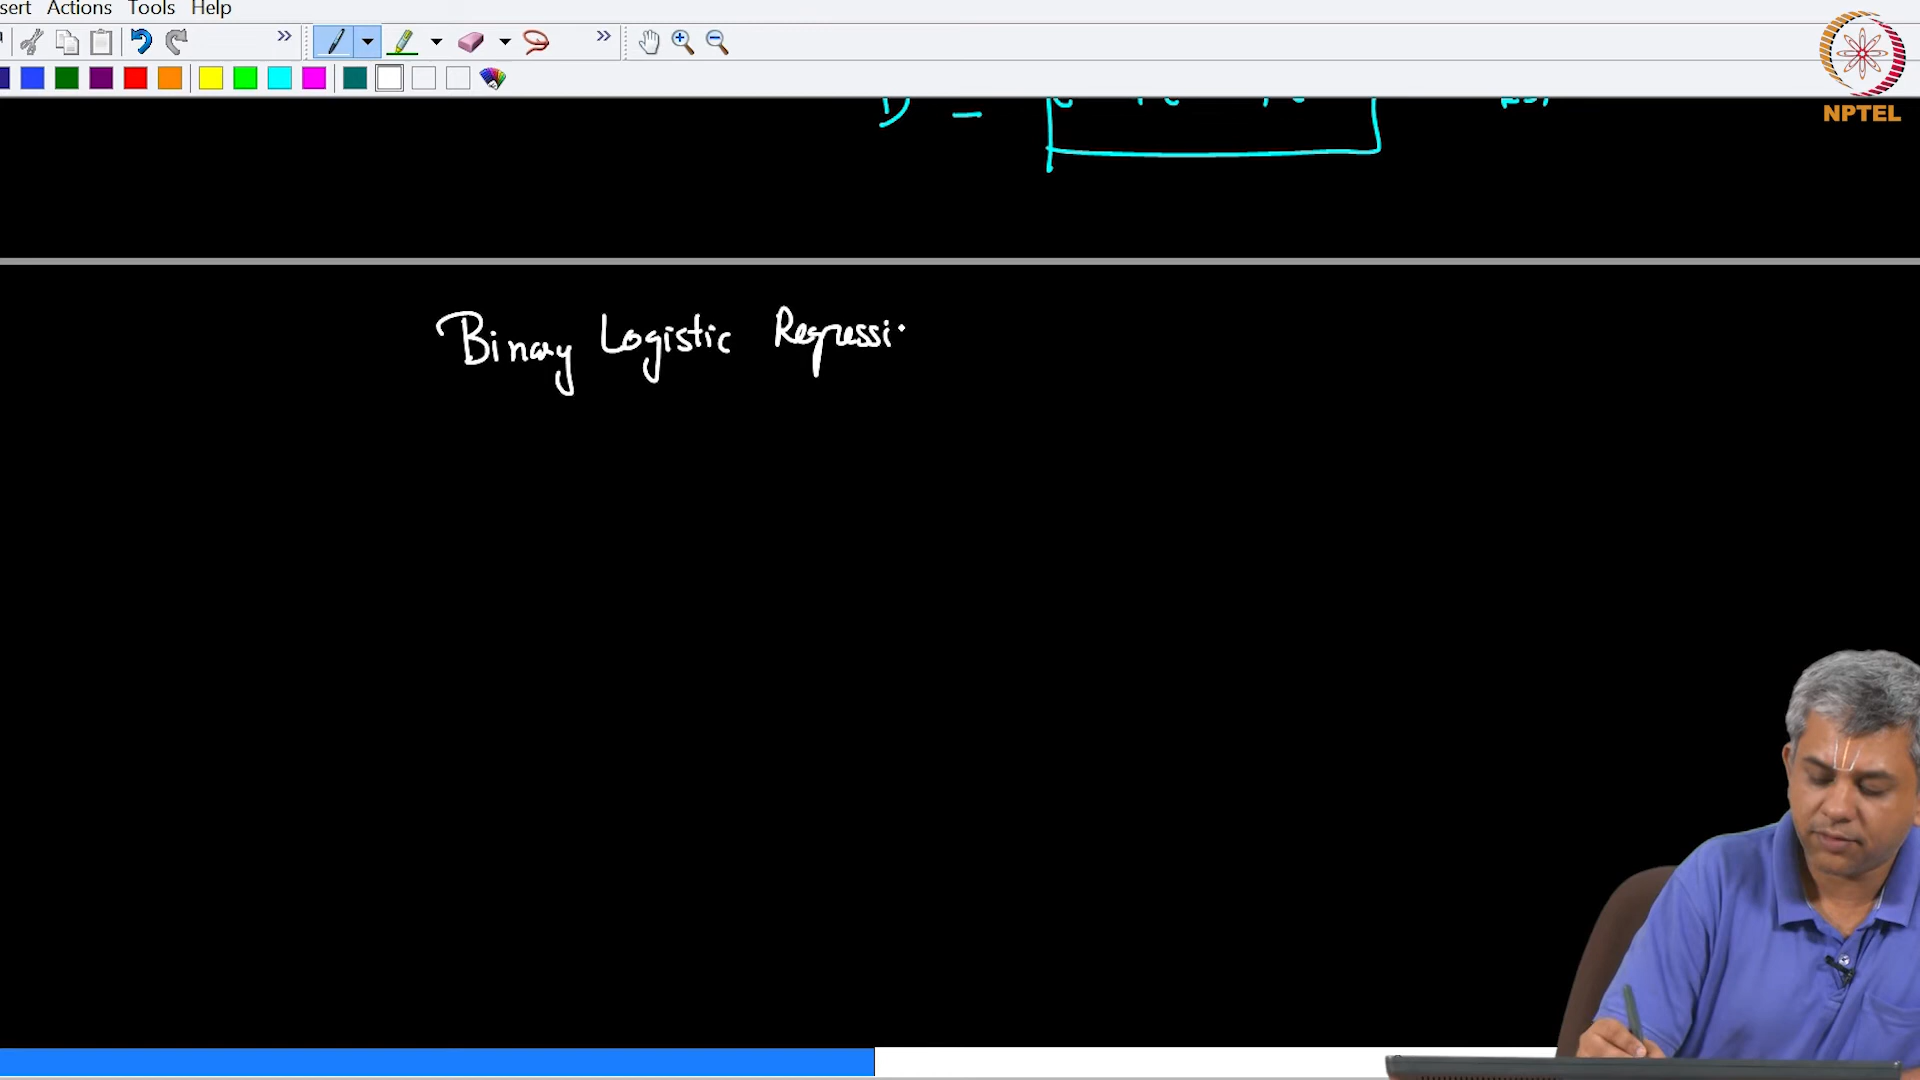 sert Actions Tools Help
NPTEL
D =
Binary Logistic Regressi